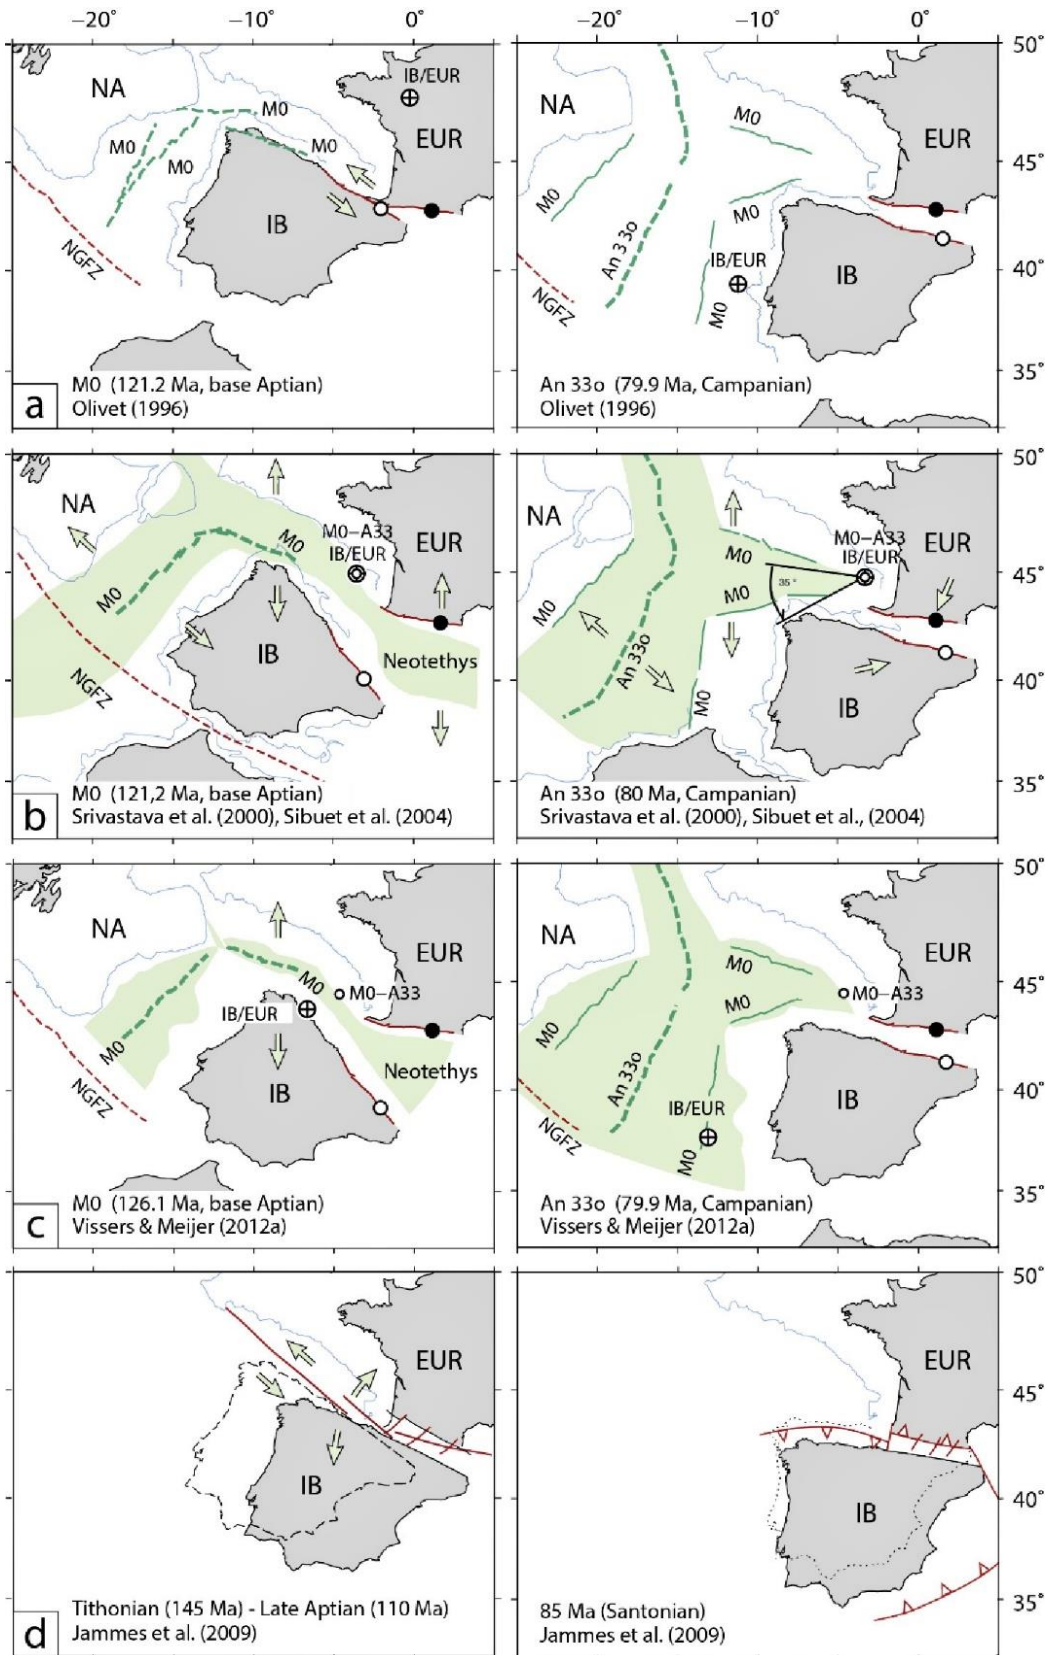 −20° −10° 0° −10° 0°
NA
IB/EUR
EUR
M0
M0
M0
M0
IB
NGFZ
a
M0 (121.2 Ma, base Aptian)
Olivet (1996)
50°
NA
EUR
M0
45°
M0
M0
An 33o
IB/EUR
IB
40°
NGFZ
M0
35°
An 33o (79.9 Ma, Campanian)
Olivet (1996)
NA
M0−A33
IB/EUR
EUR
M0
M0
IB
Neotethys
NGFZ
b
M0 (121,2 Ma, base Aptian)
Srivastava et al. (2000), Sibuet et al. (2004)
50°
NA
M0−A33
IB/EUR
EUR
M0
45°
35°
M0
M0
An 33o
40°
M0
IB
35°
An 33o (80 Ma, Campanian)
Srivastava et al. (2000), Sibuet et al., (2004)
NA
EUR
M0
M0−A33
IB/EUR
M0
Neotethys
NGFZ
IB
c
M0 (126.1 Ma, base Aptian)
Vissers & Meijer (2012a)
50°
NA
EUR
M0
45°
M0−A33
M0
M0
An 33o
40°
IB/EUR
IB
NGFZ
M0
35°
An 33o (79.9 Ma, Campanian)
Vissers & Meijer (2012a)
EUR
IB
d
Tithonian (145 Ma) - Late Aptian (110 Ma)
Jammes et al. (2009)
50°
EUR
45°
40°
IB
35°
85 Ma (Santonian)
Jammes et al. (2009)